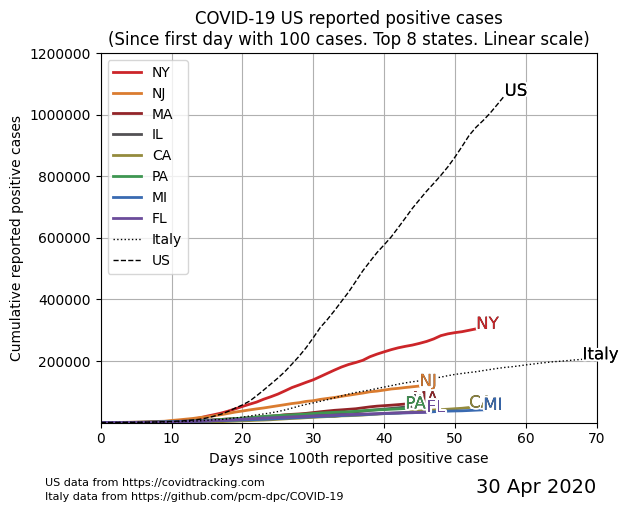 COVID-19 US reported positive cases
(Since first day with 100 cases. Top 8 states. Linear scale)
Cumulative reported positive cases
1200000
1000000
800000
600000
400000
200000
NY
NJ
MA
IL
CA
PA
MI
FL
Italy
US
US
NY
Italy
NJ
PA
FL
CA
MI
0
10
20
30
40
50
60
70
Days since 100th reported positive case
US data from https://covidtracking.com
Italy data from https://github.com/pcm-dpc/COVID-19
30 Apr 2020